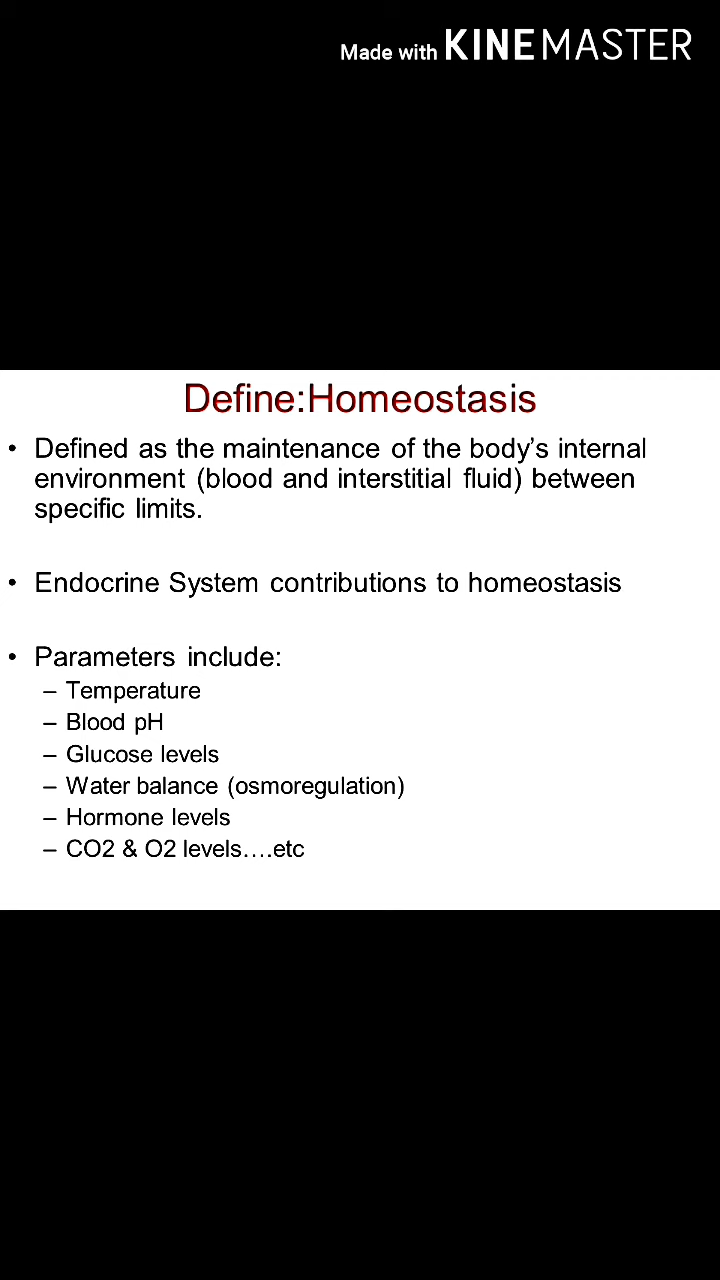 Made with KINEMASTER
Define:Homeostasis
• Defined as the maintenance of the body's internal
environment (blood and interstitial fluid) between
specific limits.
• Endocrine System contributions to homeostasis
• Parameters include:
– Temperature
– Blood pH
– Glucose levels
– Water balance (osmoregulation)
– Hormone levels
– CO2 & O2 levels....etc